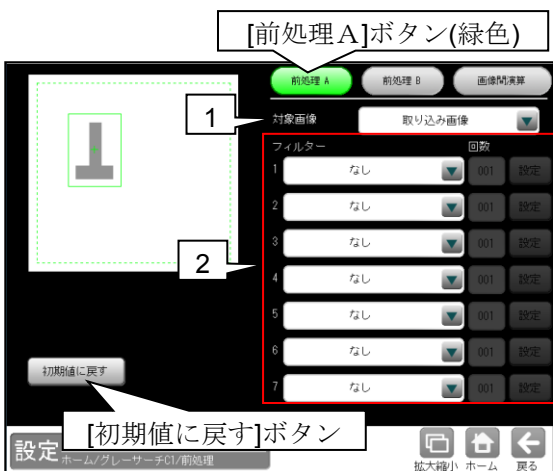 [前処理Ａ]ボタン(緑色)
前処理 A
前処理 B
画像間演算
1
対象画像
取り込み画像
フィルター
回数
1 なし 001 設定
2 なし 001 設定
3 なし 001 設定
2
4 なし 001 設定
5 なし 001 設定
6 なし 001 設定
初期値に戻す
7 なし 001 設定
[初期値に戻す]ボタン
設定 ホーム/グレーサーチC1/前処理
拡大縮小 ホーム 戻る